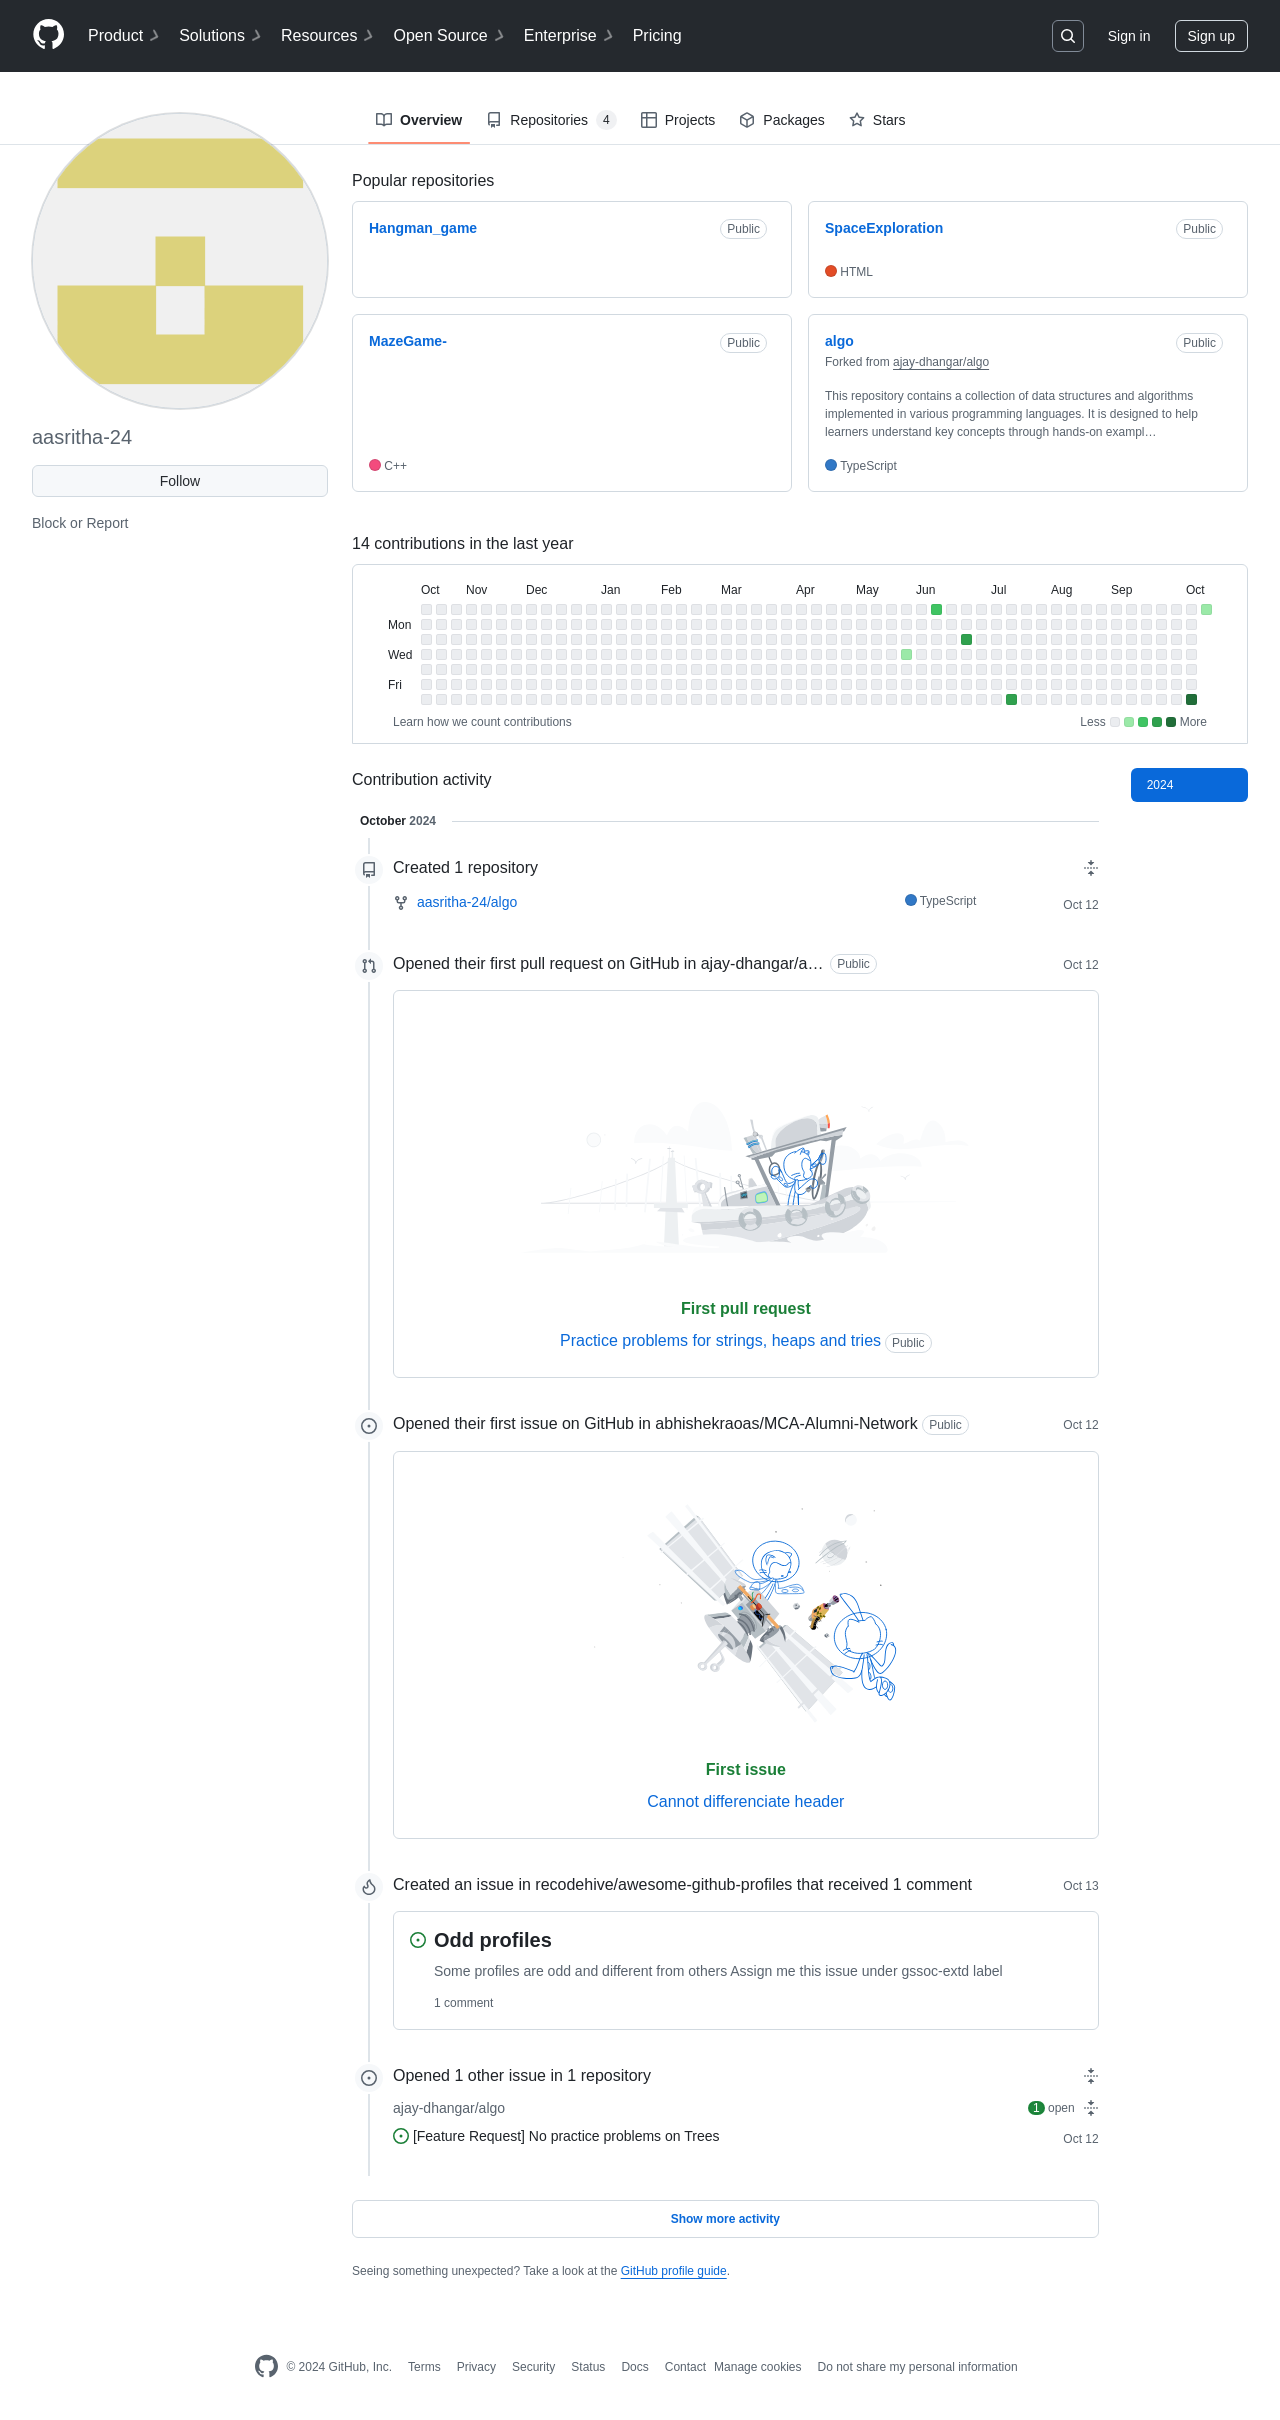 Product Solutions Resources Open Source Enterprise Pricing Sign in Sign up
Overview Repositories 4 Projects Packages Stars
aasritha-24
Follow
Block or Report
Popular repositories
Hangman_game Public
SpaceExploration Public
HTML
MazeGame- Public
C++
algo Public
Forked from ajay-dhangar/algo
This repository contains a collection of data structures and algorithms
implemented in various programming languages. It is designed to help
learners understand key concepts through hands-on exampl…
TypeScript
14 contributions in the last year
Oct Nov Dec Jan Feb Mar Apr May Jun Jul Aug Sep Oct
Mon
Wed
Fri
Learn how we count contributions Less More
Contribution activity
2024
October 2024
Created 1 repository
aasritha-24/algo TypeScript Oct 12
Opened their first pull request on GitHub in ajay-dhangar/a… Public Oct 12
First pull request
Practice problems for strings, heaps and tries Public
Opened their first issue on GitHub in abhishekraoas/MCA-Alumni-Network Public Oct 12
First issue
Cannot differenciate header
Created an issue in recodehive/awesome-github-profiles that received 1 comment Oct 13
Odd profiles
Some profiles are odd and different from others Assign me this issue under gssoc-extd label
1 comment
Opened 1 other issue in 1 repository
ajay-dhangar/algo 1 open
[Feature Request] No practice problems on Trees Oct 12
Show more activity
Seeing something unexpected? Take a look at the GitHub profile guide.
© 2024 GitHub, Inc. Terms Privacy Security Status Docs Contact Manage cookies Do not share my personal information